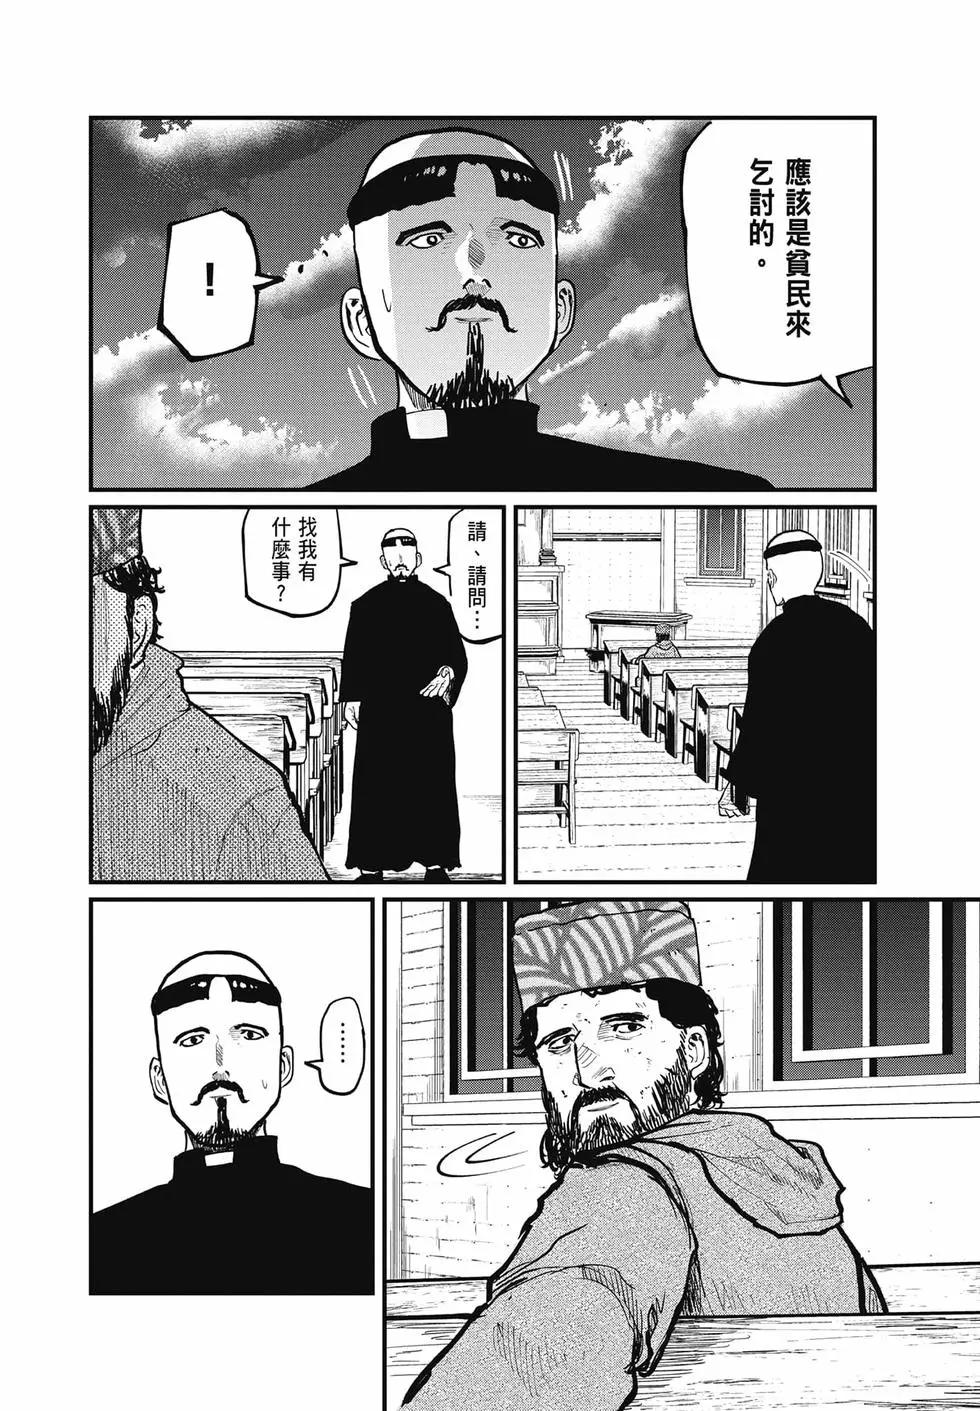 應該是貧民來
乞討的。
！
請、請問…
找我有
什麼事？
……